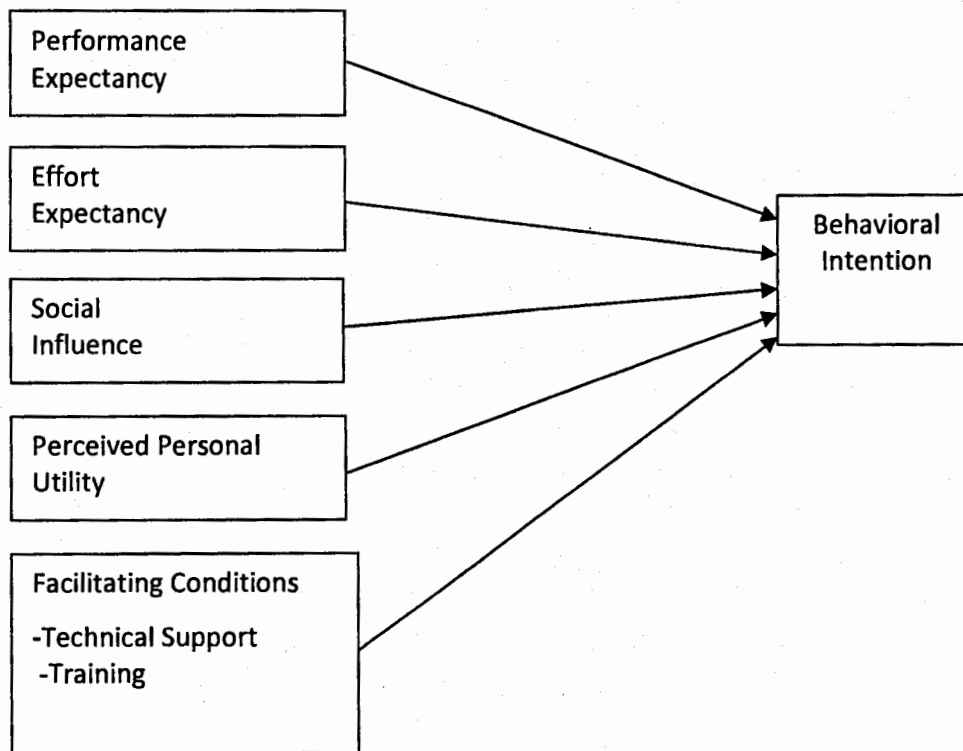 Performance
Expectancy
Effort
Expectancy
Social
Influence
Perceived Personal
Utility
Facilitating Conditions
-Technical Support
-Training
Behavioral
Intention